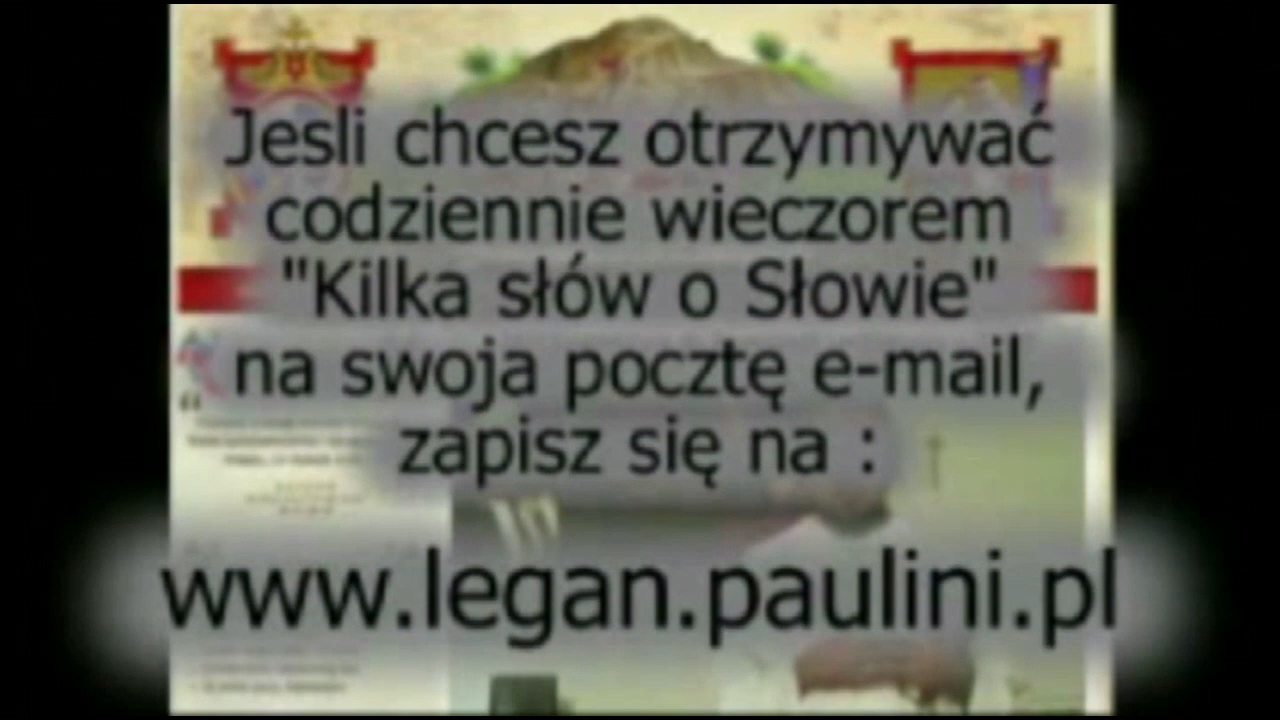 Jesli chcesz otrzymywać
codziennie wieczorem
"Kilka słów o Słowie"
na swoja pocztę e-mail,
zapisz się na :
www.legan.paulini.pl